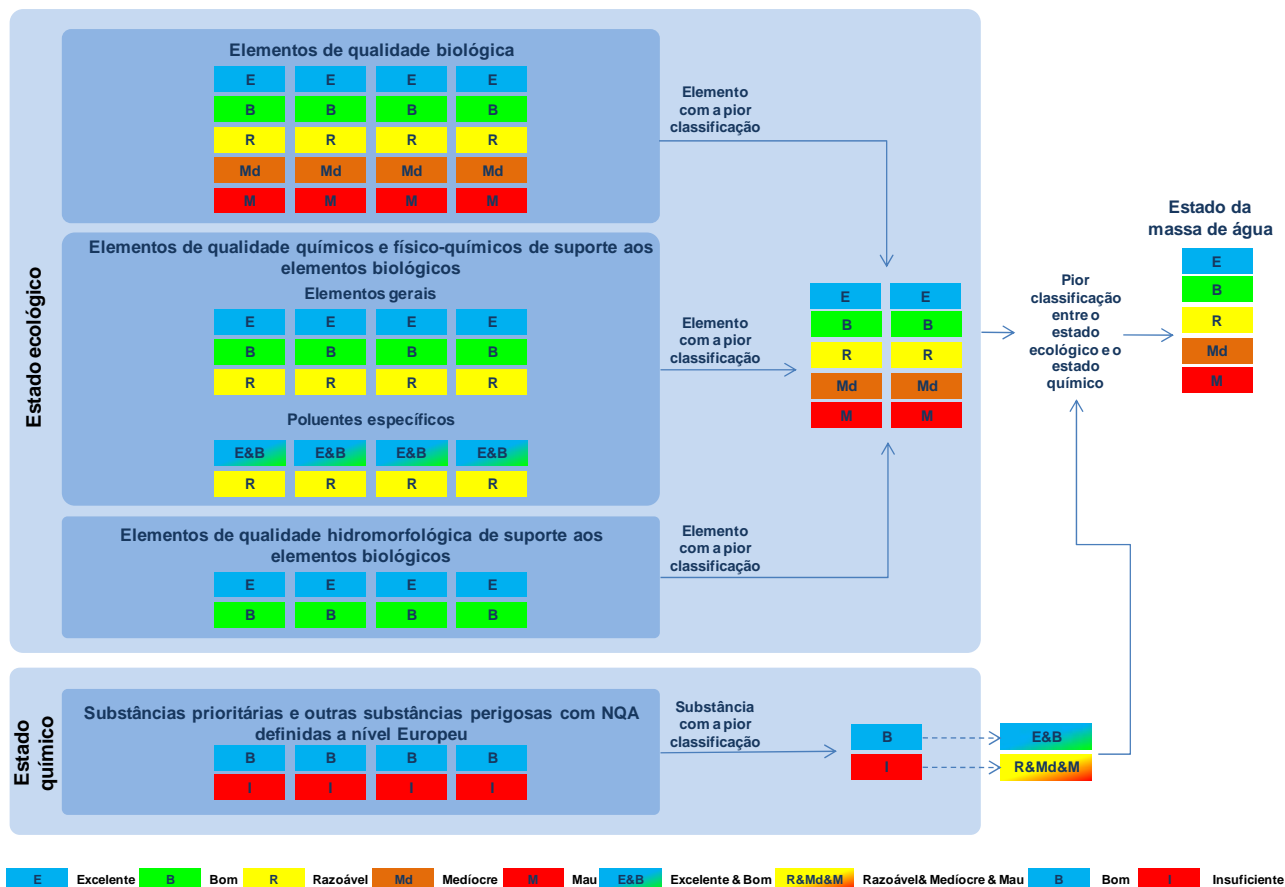 Estado ecológico
Elementos de qualidade biológica
E E E E
B B B B
R R R R
Md Md Md Md
M M M M
Elemento
com a pior
classificação
Elementos de qualidade químicos e físico-químicos de suporte aos
elementos biológicos
Elementos gerais
E E E E
B B B B
R R R R
Poluentes específicos
E&B E&B E&B E&B
R R R R
Elemento
com a pior
classificação
Elementos de qualidade hidromorfológica de suporte aos
elementos biológicos
E E E E
B B B B
Elemento
com a pior
classificação
E E
B B
R R
Md Md
M M
Pior
classificação
entre o
estado
ecológico e o
estado
químico
Estado da
massa de água
E
B
R
Md
M
Estado
químico
Substâncias prioritárias e outras substâncias perigosas com NQA
definidas a nível Europeu
B B B B
I I I I
Substância
com a pior
classificação
B
I
E&B
R&Md&M
E Excelente B Bom R Razoável Md Medíocre M Mau E&B Excelente & Bom R&Md&M Razoável& Medíocre & Mau B Bom I Insuficiente